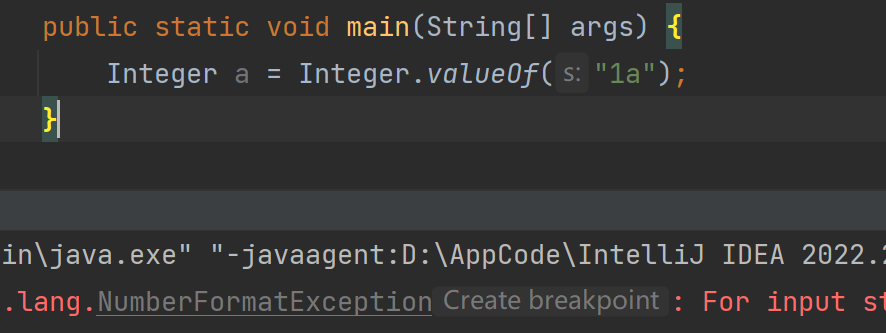 public static void main(String[] args) {
Integer a = Integer.valueOf( s: "1a");
}
in\java.exe" "-javaagent:D:\AppCode\IntelliJ IDEA 2022.
.lang.NumberFormatException Create breakpoint : For input st